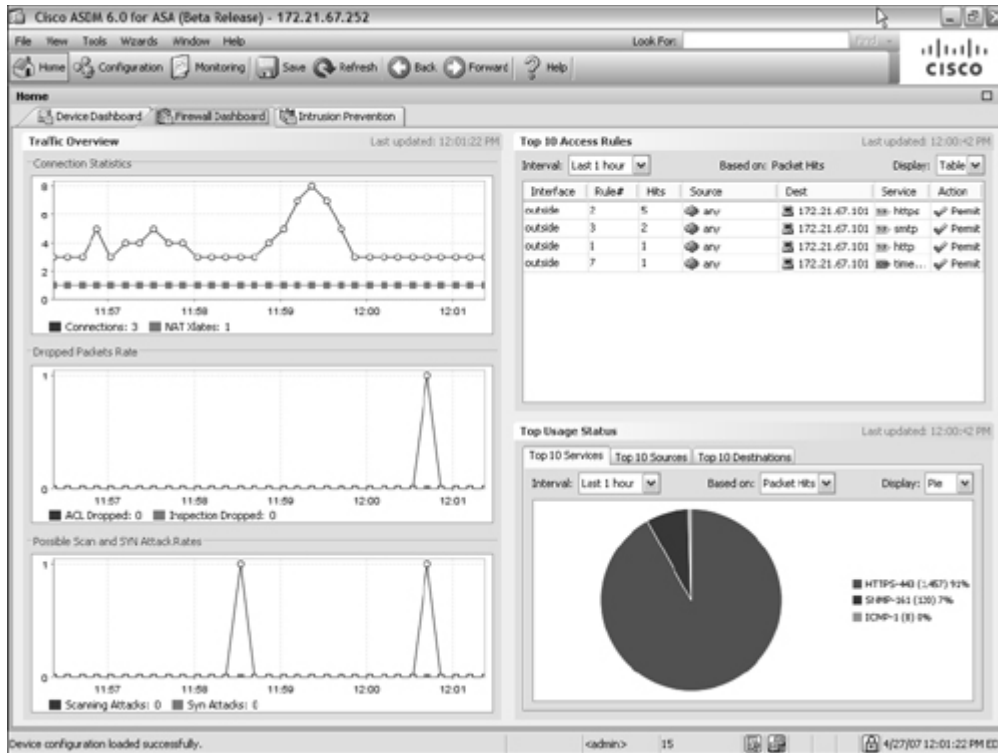 Cisco ASDM 6.0 for ASA (Beta Release) - 172.21.67.252
File View Tools Wizards Window Help Look For: Find
Home Configuration Monitoring Save Refresh Back Forward Help
CISCO
Home
Device Dashboard Firewall Dashboard Intrusion Prevention
Traffic Overview Last updated: 12:01:22 PM
Connection Statistics
8
6
4
2
0
11:57 11:58 11:59 12:00 12:01
Connections: 3 NAT Xlates: 1
Dropped Packets Rate
1
0
11:57 11:58 11:59 12:00 12:01
ACL Dropped: 0 Inspection Dropped: 0
Possible Scan and SYN Attack Rates
1
0
11:57 11:58 11:59 12:00 12:01
Scanning Attacks: 0 Syn Attacks: 0
Top 10 Access Rules Last updated: 12:00:42 PM
Interval: Last 1 hour Based on: Packet Hits Display: Table
Interface Rule# Hits Source Dest Service Action
outside 2 5 any 172.21.67.101 https Permit
outside 3 2 any 172.21.67.101 smtp Permit
outside 1 1 any 172.21.67.101 http Permit
outside 7 1 any 172.21.67.101 time... Permit
Top Usage Status Last updated: 12:00:42 PM
Top 10 Services Top 10 Sources Top 10 Destinations
Interval: Last 1 hour Based on: Packet Hits Display: Pie
HTTPS-443 (1,457) 91%
SNMP-161 (120) 7%
ICMP-1 (8) 0%
Device configuration loaded successfully. <admin> 15 4/27/07 12:01:22 PM